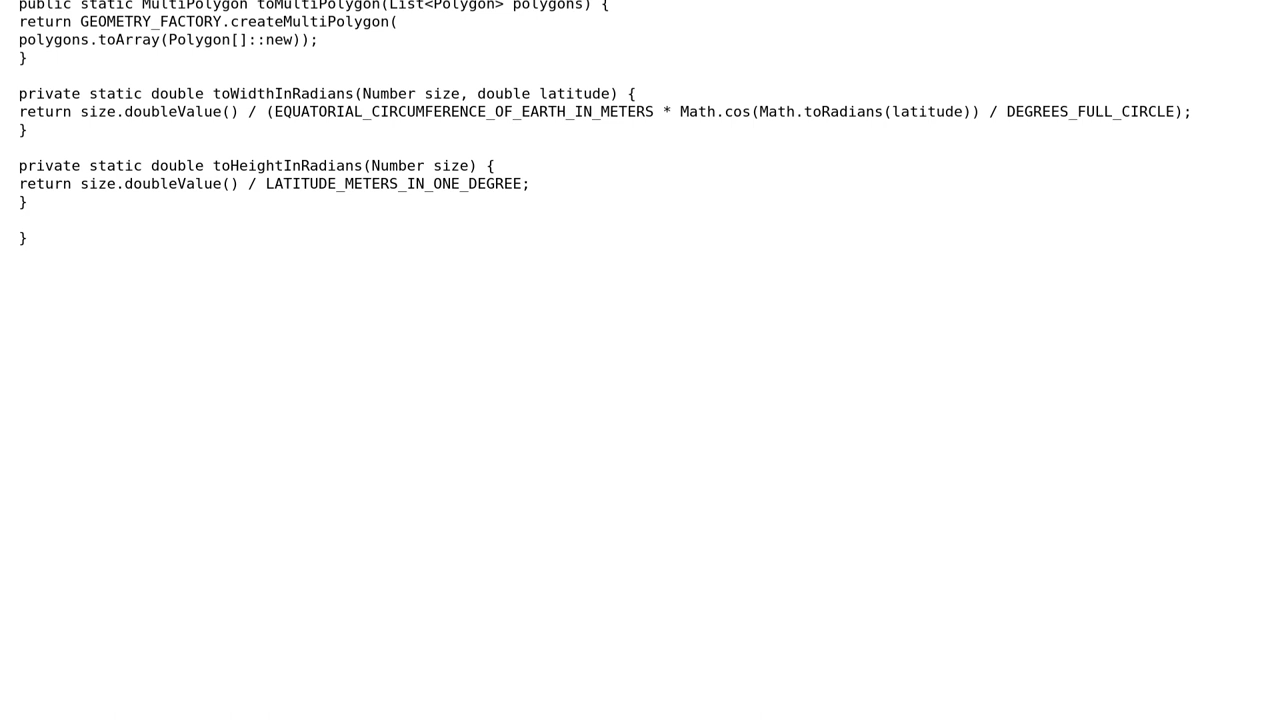 public static MultiPolygon toMultiPolygon(List<Polygon> polygons) {
return GEOMETRY_FACTORY.createMultiPolygon(
polygons.toArray(Polygon[]::new));
}
private static double toWidthInRadians(Number size, double latitude) {
return size.doubleValue() / (EQUATORIAL_CIRCUMFERENCE_OF_EARTH_IN_METERS * Math.cos(Math.toRadians(latitude)) / DEGREES_FULL_CIRCLE);
}
private static double toHeightInRadians(Number size) {
return size.doubleValue() / LATITUDE_METERS_IN_ONE_DEGREE;
}
}